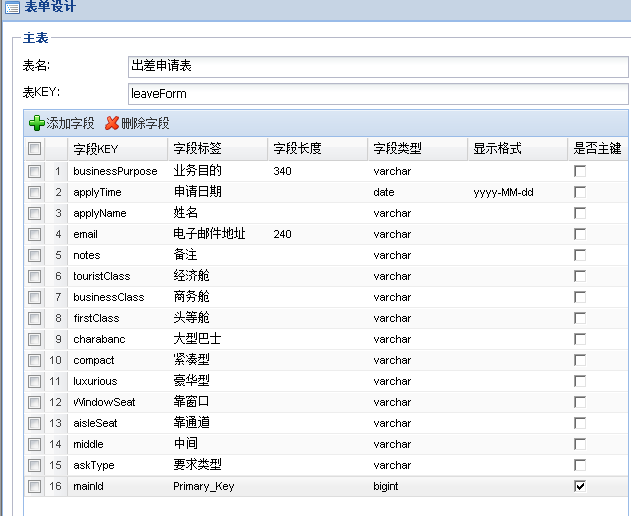 表单设计
主表
表名: 出差申请表
表KEY: leaveForm
添加字段 删除字段
字段KEY 字段标签 字段长度 字段类型 显示格式 是否主键
1 businessPurpose 业务目的 340 varchar
2 applyTime 申请日期 date yyyy-MM-dd
3 applyName 姓名 varchar
4 email 电子邮件地址 240 varchar
5 notes 备注 varchar
6 touristClass 经济舱 varchar
7 businessClass 商务舱 varchar
8 firstClass 头等舱 varchar
9 charabanc 大型巴士 varchar
10 compact 紧凑型 varchar
11 luxurious 豪华型 varchar
12 WindowSeat 靠窗口 varchar
13 aisleSeat 靠通道 varchar
14 middle 中间 varchar
15 askType 要求类型 varchar
16 mainId Primary_Key bigint